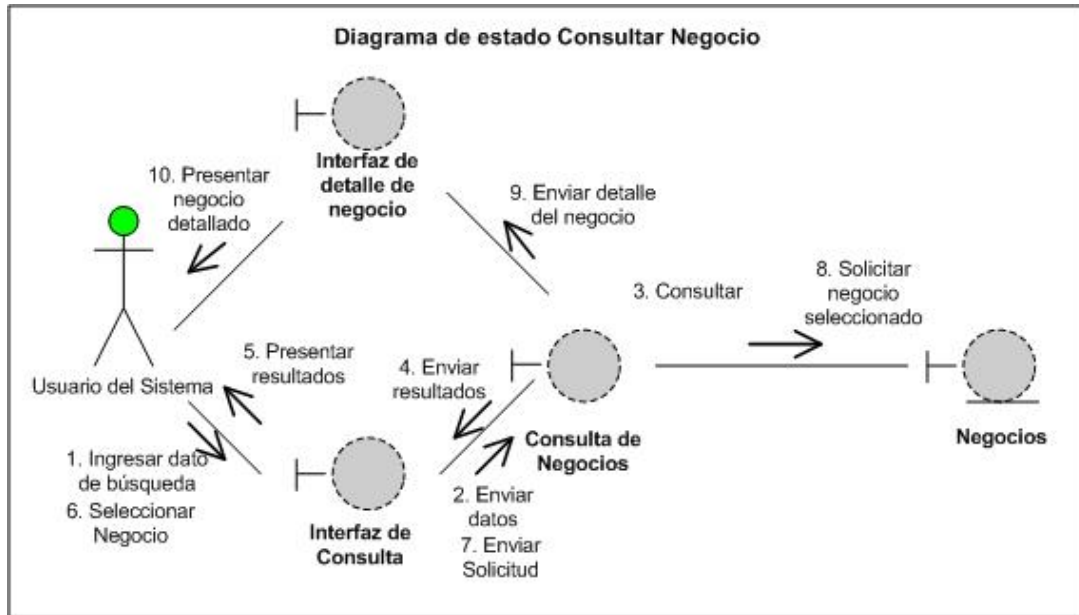 Diagrama de estado Consultar Negocio
Interfaz de
detalle de
negocio
10. Presentar
negocio
detallado
9. Enviar detalle
del negocio
3. Consultar
8. Solicitar
negocio
seleccionado
Usuario del Sistema
5. Presentar
resultados
4. Enviar
resultados
Consulta de
Negocios
Negocios
1. Ingresar dato
de búsqueda
6. Seleccionar
Negocio
Interfaz de
Consulta
2. Enviar
datos
7. Enviar
Solicitud